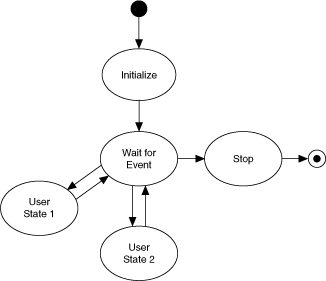 Initialize
Wait for
Event
Stop
User
State 1
User
State 2